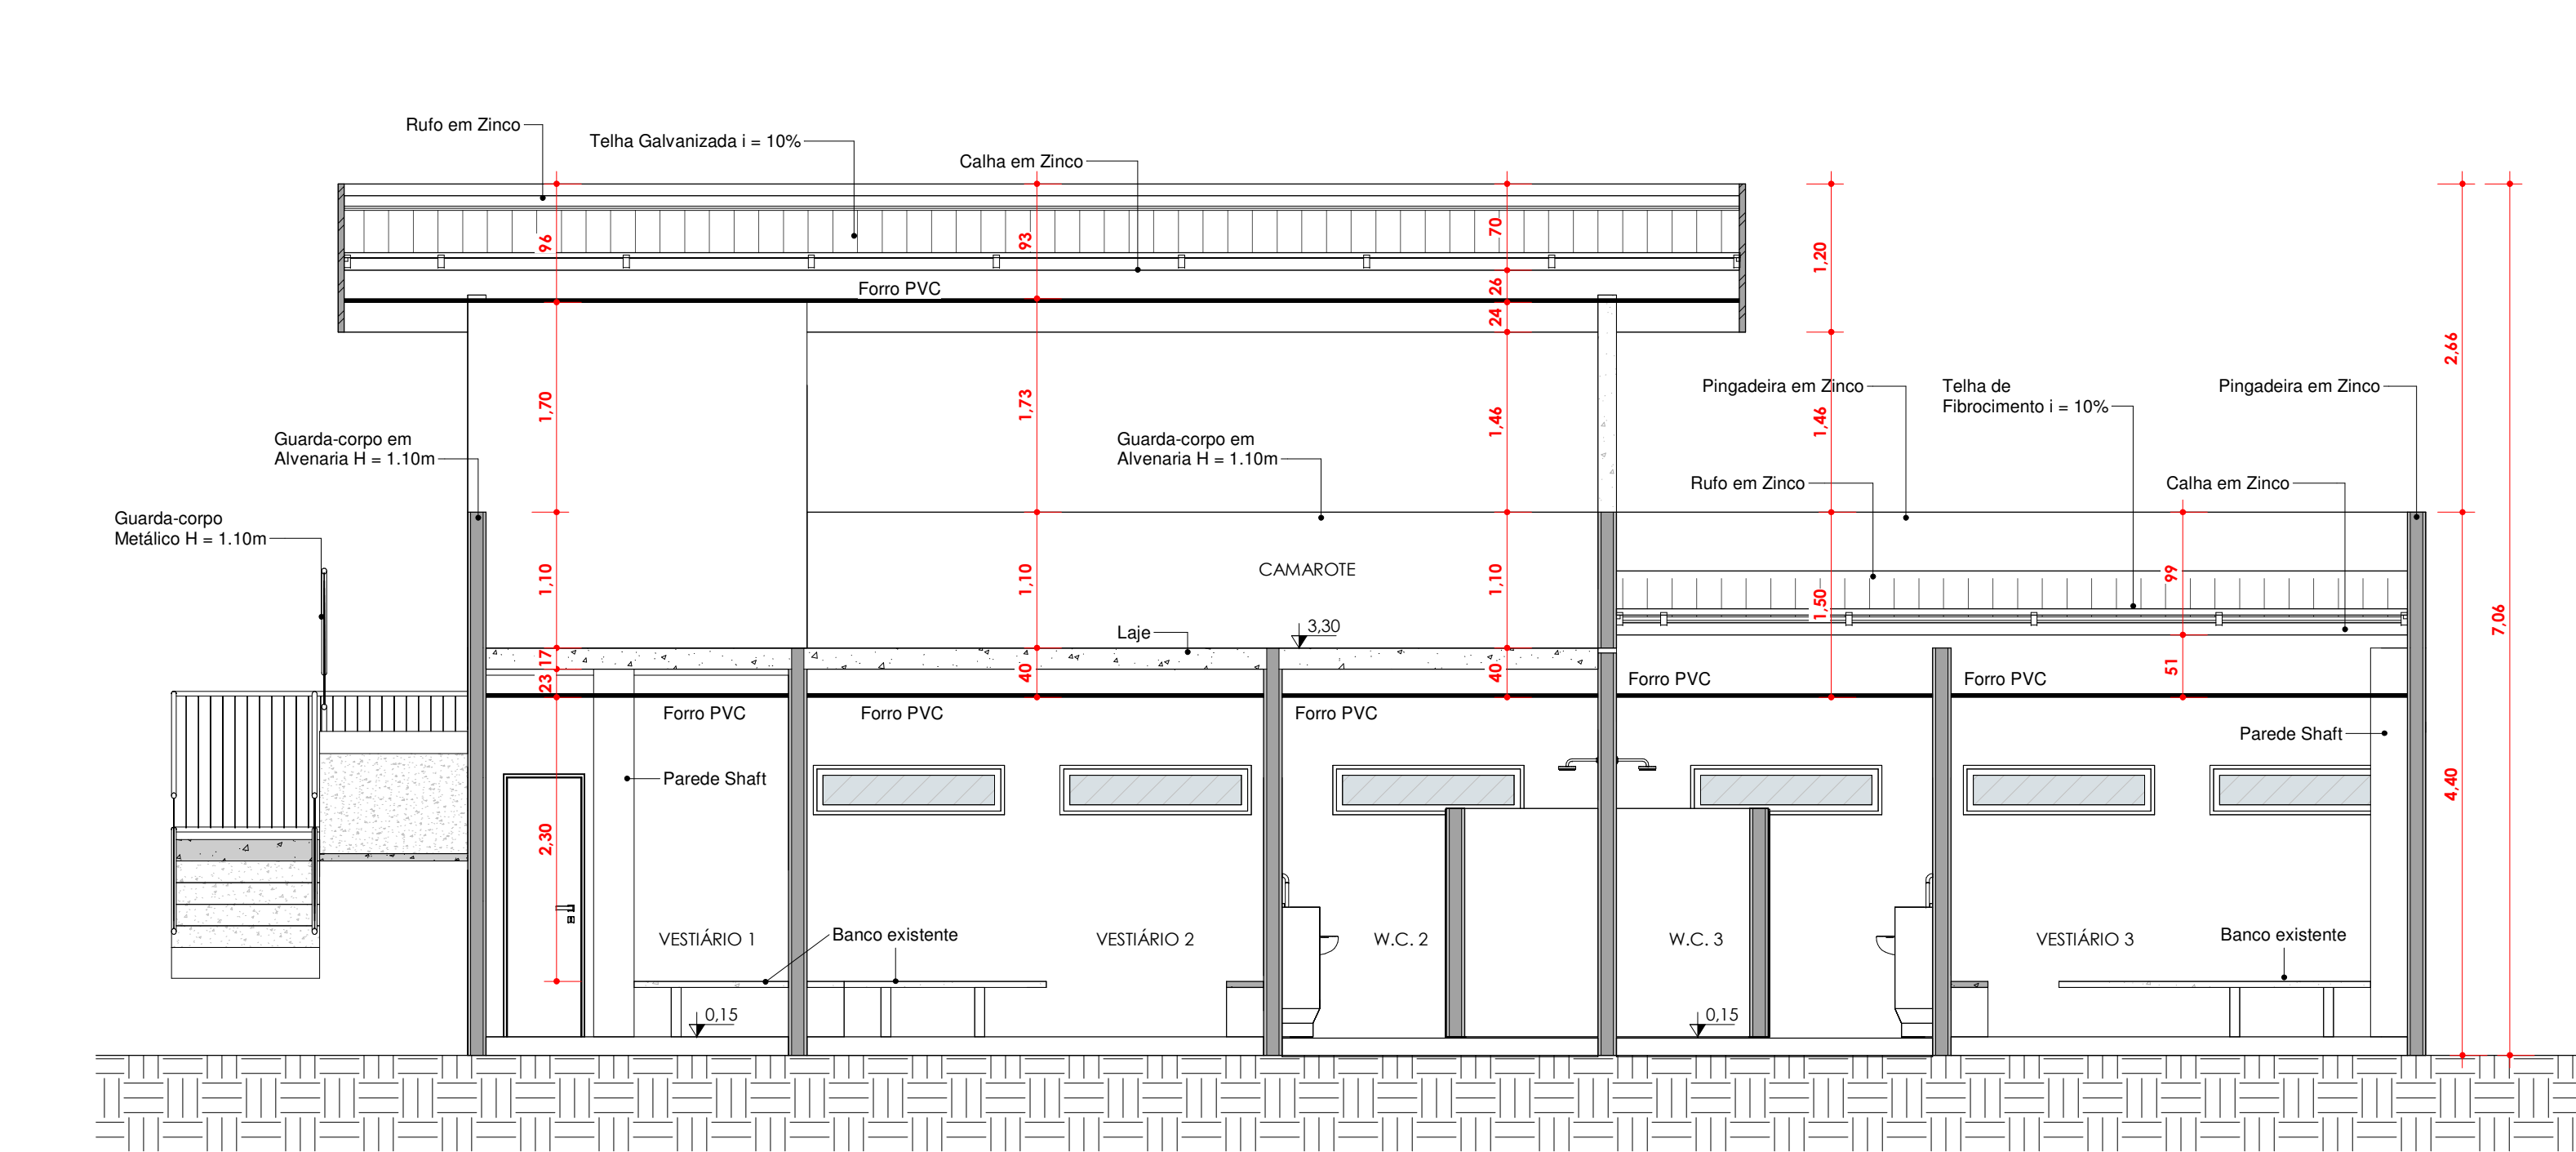 Rufo em Zinco
Telha Galvanizada i = 10%
Calha em Zinco
96
93
70
1,20
26
Forro PVC
24
2,66
1,70
1,73
1,46
1,46
Pingadeira em Zinco
Telha de
Fibrocimento i = 10%
Pingadeira em Zinco
Guarda-corpo em
Alvenaria H = 1.10m
Guarda-corpo em
Alvenaria H = 1.10m
Rufo em Zinco
Calha em Zinco
Guarda-corpo
Metálico H = 1.10m
1,10
1,10
1,10
CAMAROTE
99
1,50
7,06
Laje
3,30
17
23
40
40
51
Forro PVC
Forro PVC
Forro PVC
Forro PVC
Forro PVC
Parede Shaft
Parede Shaft
4,40
2,30
VESTIÁRIO 1
Banco existente
VESTIÁRIO 2
W.C. 2
W.C. 3
VESTIÁRIO 3
Banco existente
0,15
0,15